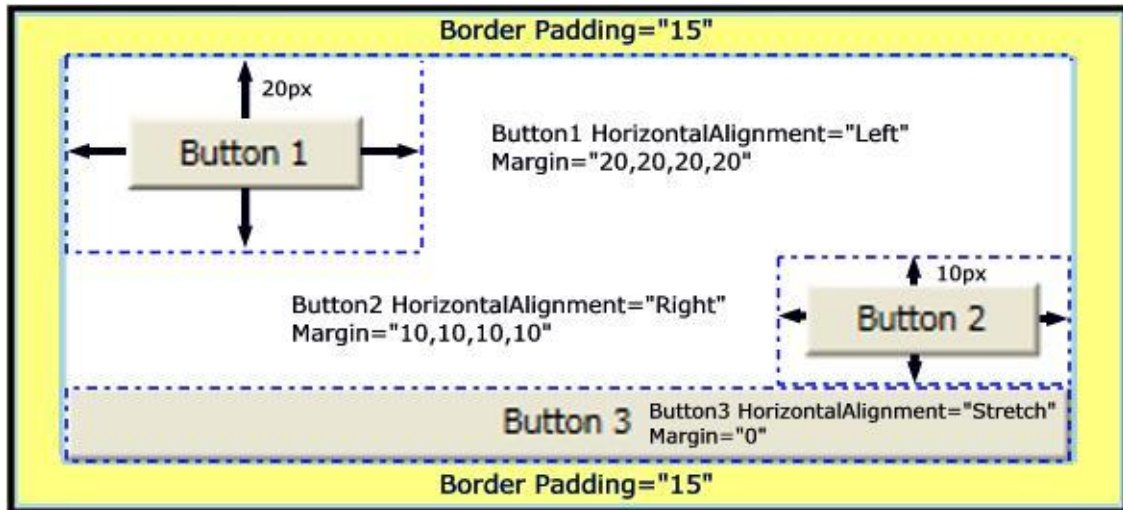 Border Padding="15"
20px
Button 1
Button1 HorizontalAlignment="Left"
Margin="20,20,20,20"
10px
Button2 HorizontalAlignment="Right"
Margin="10,10,10,10"
Button 2
Button 3
Button3 HorizontalAlignment="Stretch"
Margin="0"
Border Padding="15"